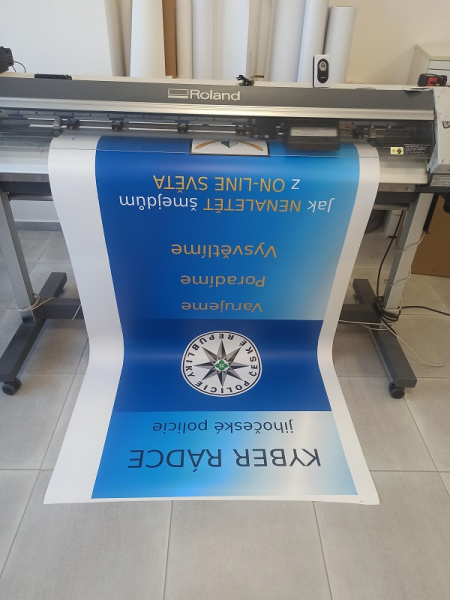 Roland
KYBER RÁDCE
jihočeské policie
POLICIE ČESKÉ REPUBLIKY
Varujeme
Poradíme
Vysvětlíme
Jak NENALETĚT šmejdům
z ON-LINE SVĚTA